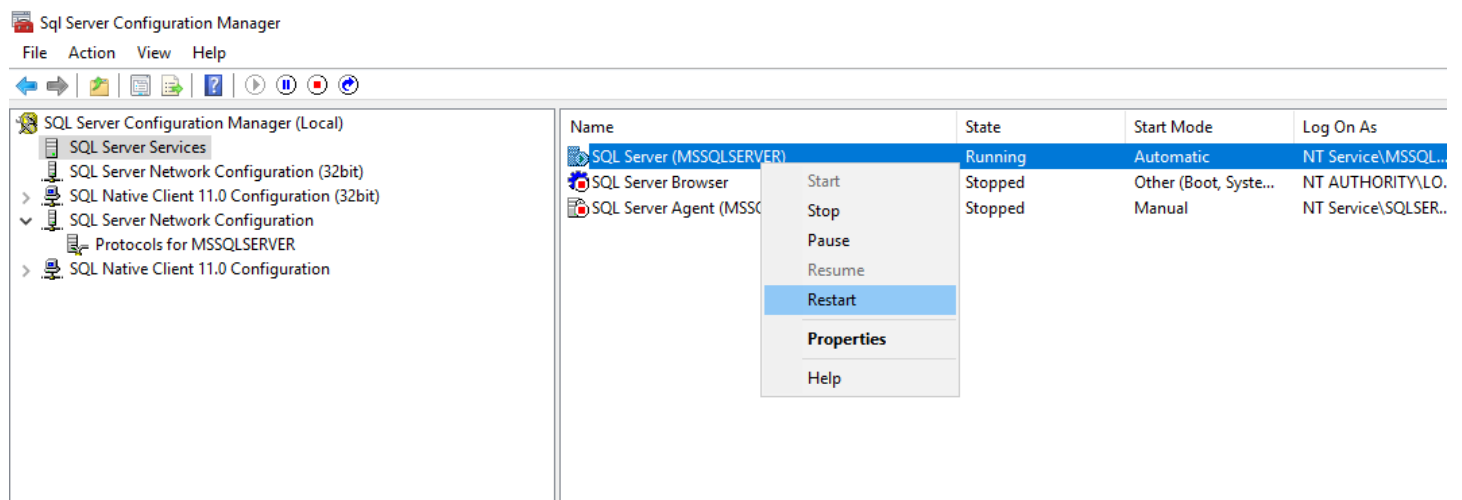 Sql Server Configuration Manager
File Action View Help
SQL Server Configuration Manager (Local)
SQL Server Services
SQL Server Network Configuration (32bit)
SQL Native Client 11.0 Configuration (32bit)
SQL Server Network Configuration
Protocols for MSSQLSERVER
SQL Native Client 11.0 Configuration
Name State Start Mode Log On As
SQL Server (MSSQLSERVER) Running Automatic NT Service\MSSQL...
SQL Server Browser Stopped Other (Boot, Syste... NT AUTHORITY\LO.
SQL Server Agent (MSSQ Stopped Manual NT Service\SQLSER..
Start
Stop
Pause
Resume
Restart
Properties
Help